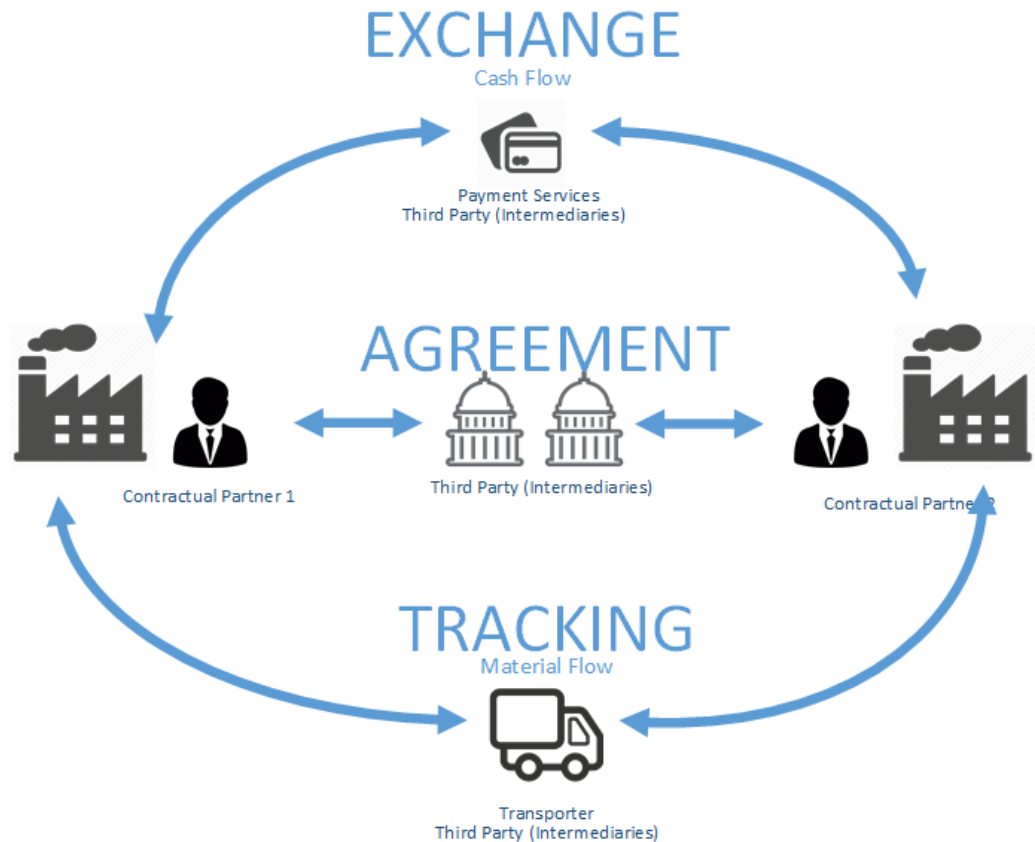 EXCHANGE
Cash Flow
Payment Services
Third Party (Intermediaries)
AGREEMENT
Third Party (Intermediaries)
Contractual Partner 1
Contractual Partner 2
TRACKING
Material Flow
Transporter
Third Party (Intermediaries)